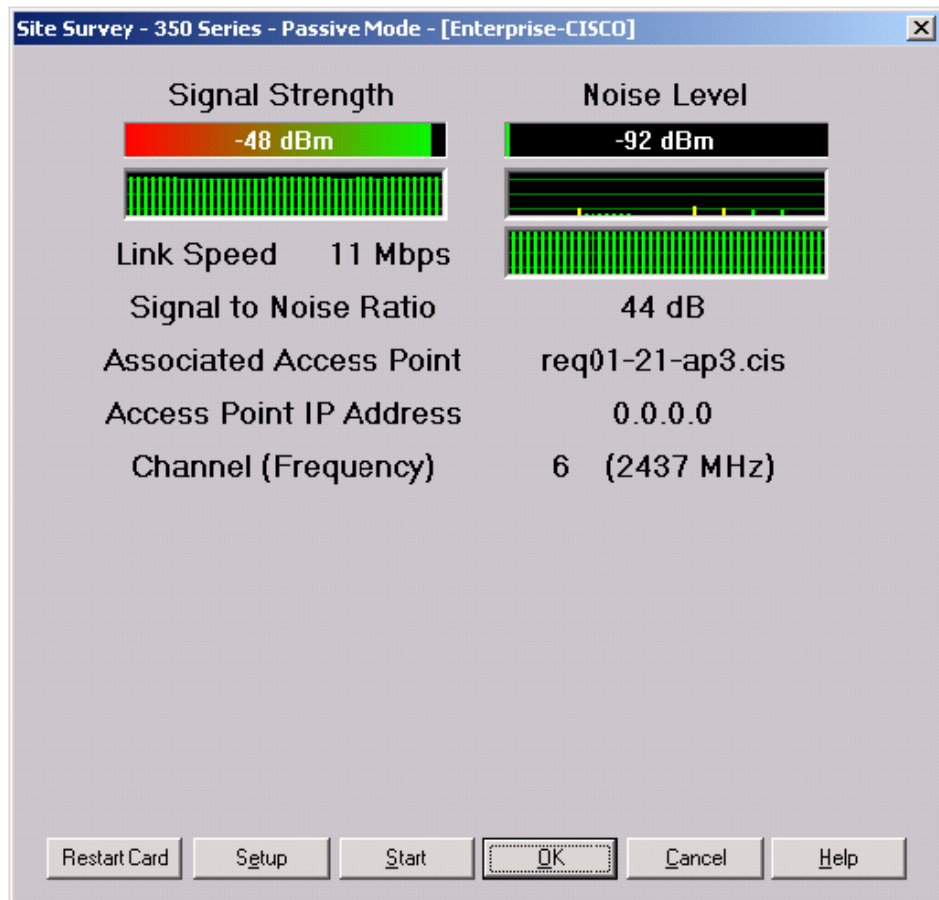 Site Survey - 350 Series - Passive Mode - [Enterprise-CISCO]
Signal Strength Noise Level
-48 dBm -92 dBm
Link Speed 11 Mbps
Signal to Noise Ratio 44 dB
Associated Access Point req01-21-ap3.cis
Access Point IP Address 0.0.0.0
Channel (Frequency) 6 (2437 MHz)
Restart Card Setup Start OK Cancel Help